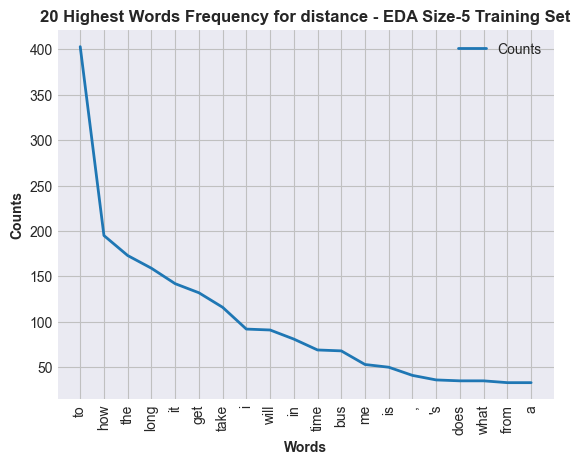 20 Highest Words Frequency for distance - EDA Size-5 Training Set
Counts
400
350
300
250
200
150
100
50
Counts
to
how
the
long
it
get
take
i
will
in
time
bus
me
is
,
's
does
what
from
a
Words